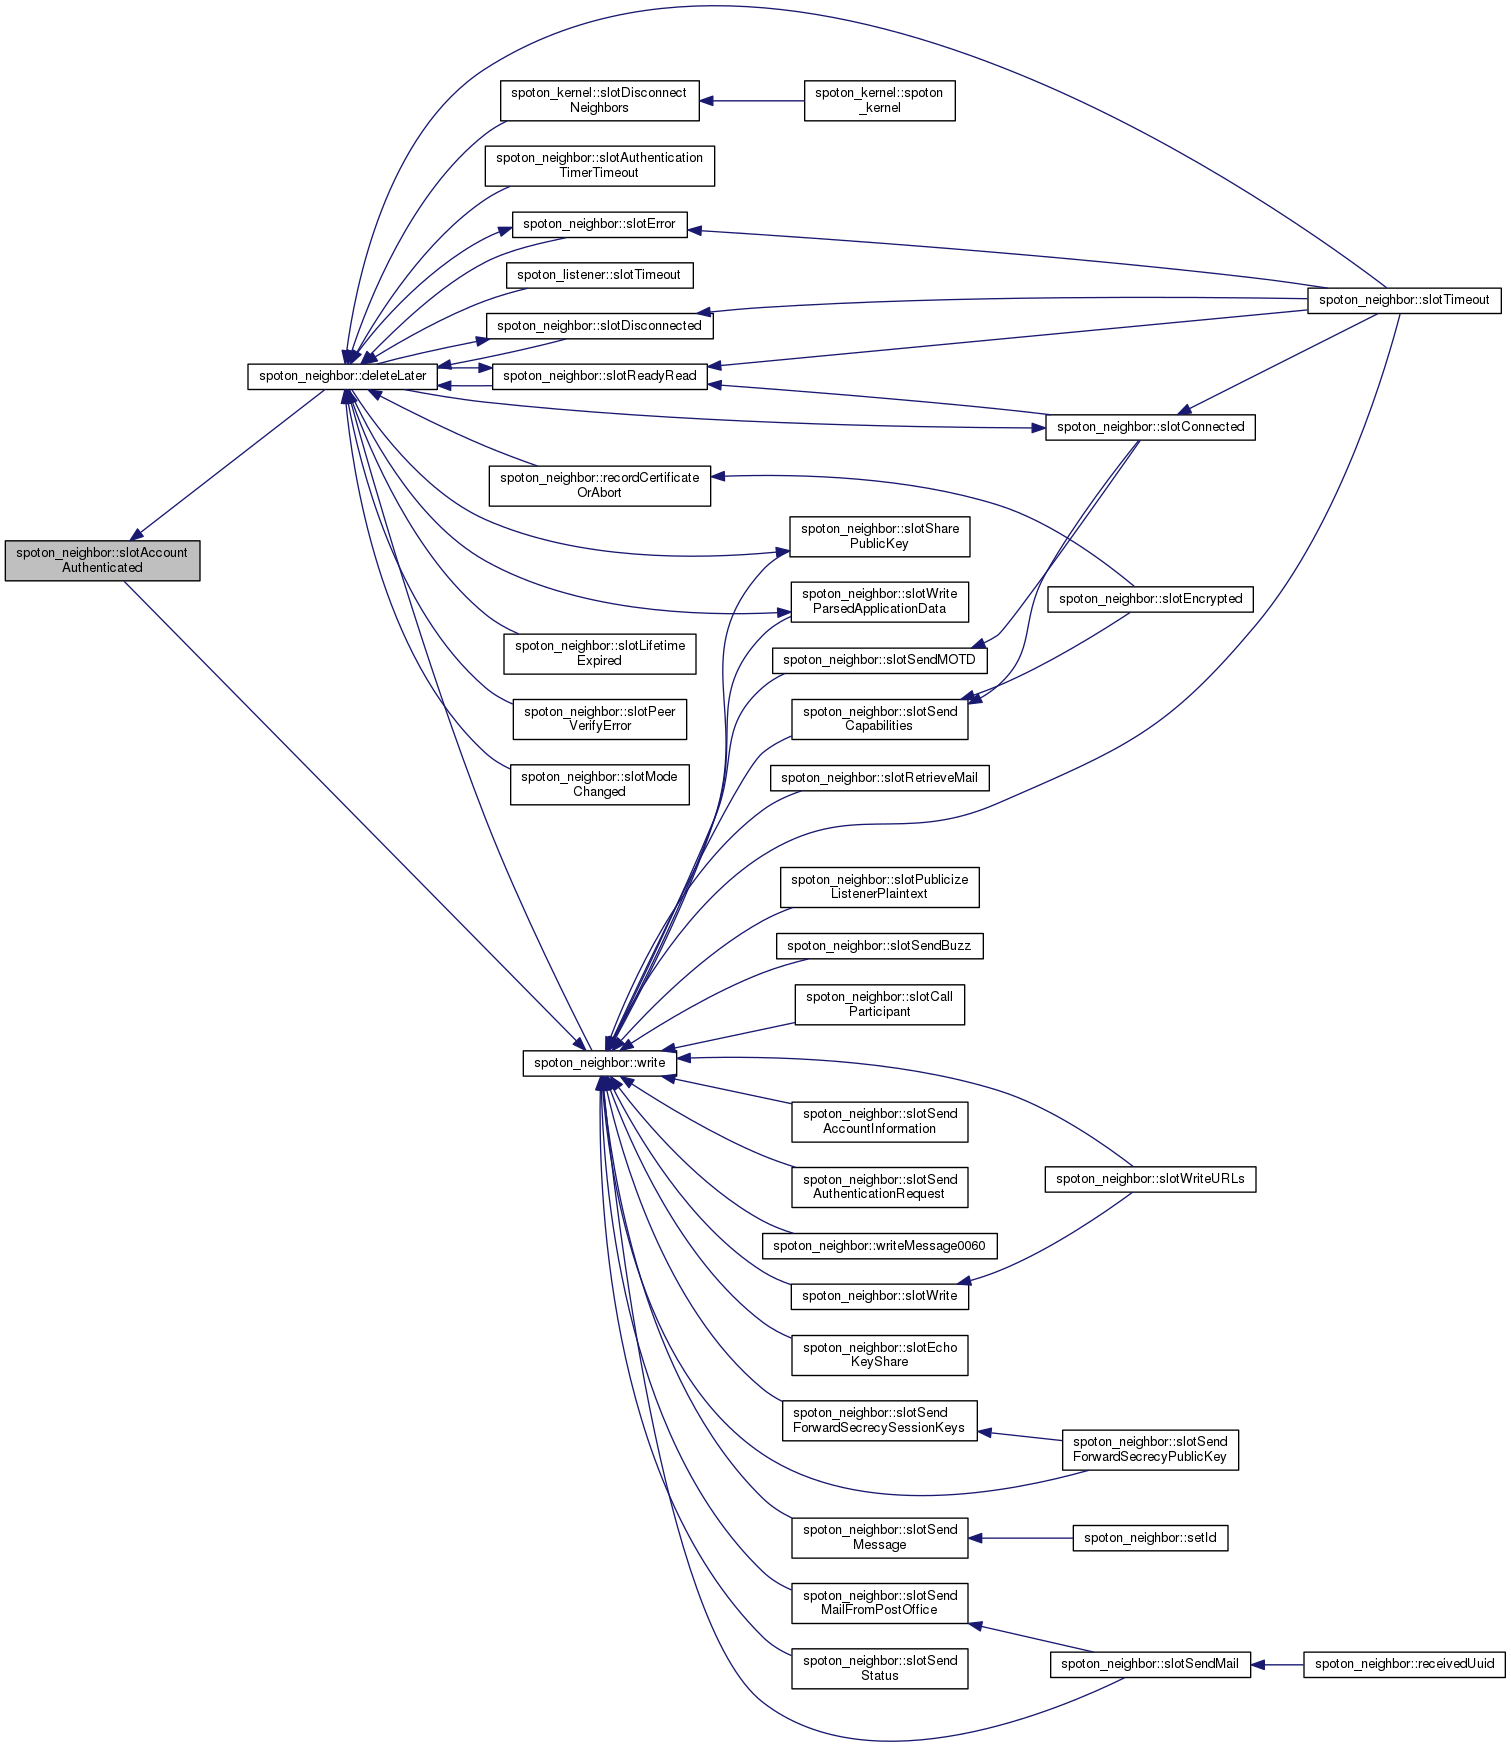 spoton_kernel::slotDisconnect
Neighbors
spoton_kernel::spoton
_kernel
spoton_neighbor::slotAuthentication
TimerTimeout
spoton_neighbor::slotError
spoton_listener::slotTimeout
spoton_neighbor::slotTimeout
spoton_neighbor::slotDisconnected
spoton_neighbor::deleteLater
spoton_neighbor::slotReadyRead
spoton_neighbor::slotConnected
spoton_neighbor::recordCertificate
OrAbort
spoton_neighbor::slotShare
PublicKey
spoton_neighbor::slotAccount
Authenticated
spoton_neighbor::slotWrite
ParsedApplicationData
spoton_neighbor::slotEncrypted
spoton_neighbor::slotLifetime
Expired
spoton_neighbor::slotSendMOTD
spoton_neighbor::slotPeer
VerifyError
spoton_neighbor::slotSend
Capabilities
spoton_neighbor::slotMode
Changed
spoton_neighbor::slotRetrieveMail
spoton_neighbor::slotPublicize
ListenerPlaintext
spoton_neighbor::slotSendBuzz
spoton_neighbor::slotCall
Participant
spoton_neighbor::write
spoton_neighbor::slotSend
AccountInformation
spoton_neighbor::slotSend
AuthenticationRequest
spoton_neighbor::slotWriteURLs
spoton_neighbor::writeMessage0060
spoton_neighbor::slotWrite
spoton_neighbor::slotEcho
KeyShare
spoton_neighbor::slotSend
ForwardSecrecySessionKeys
spoton_neighbor::slotSend
ForwardSecrecyPublicKey
spoton_neighbor::slotSend
Message
spoton_neighbor::setId
spoton_neighbor::slotSend
MailFromPostOffice
spoton_neighbor::slotSend
Status
spoton_neighbor::slotSendMail
spoton_neighbor::receivedUuid